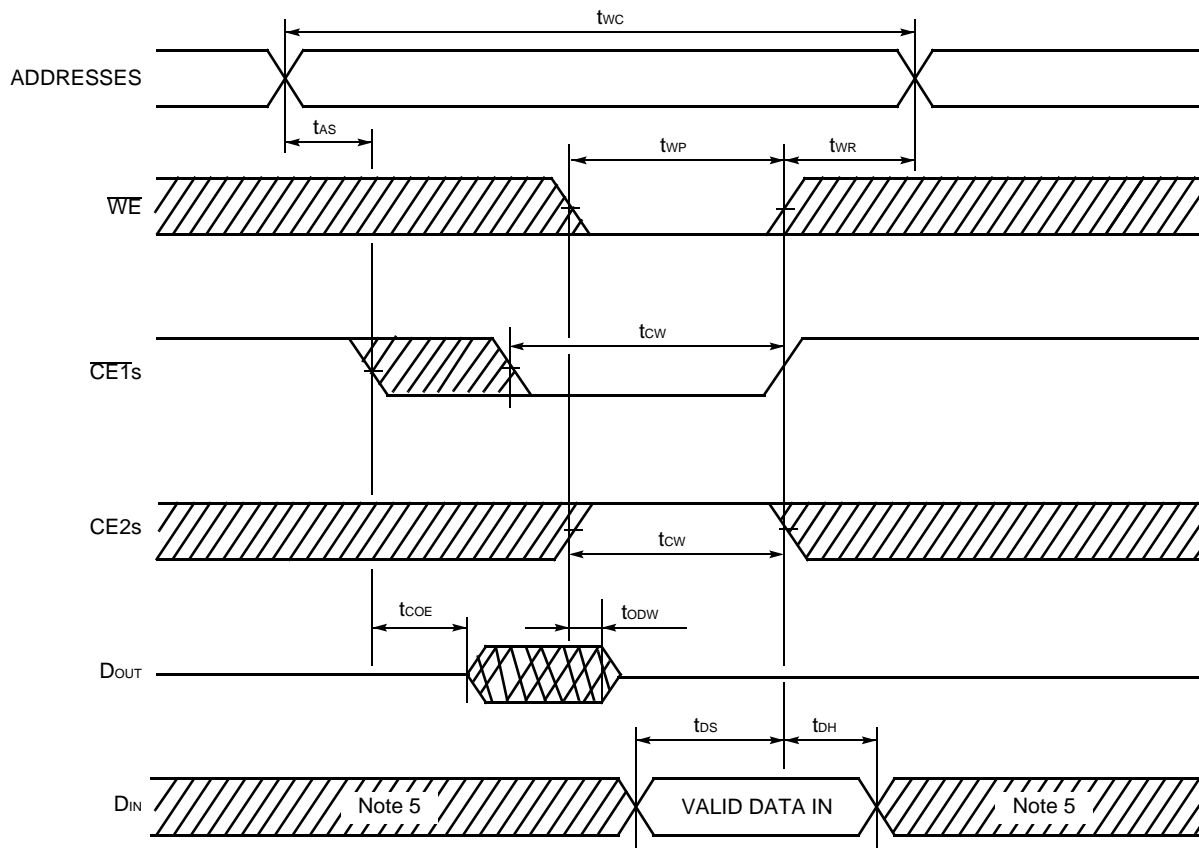 tWC
ADDRESSES
tAS
tWP
tWR
WE
tCW
CE1s
CE2s
tCW
tCOE
tODW
DOUT
tDS
tDH
DIN
Note 5
VALID DATA IN
Note 5